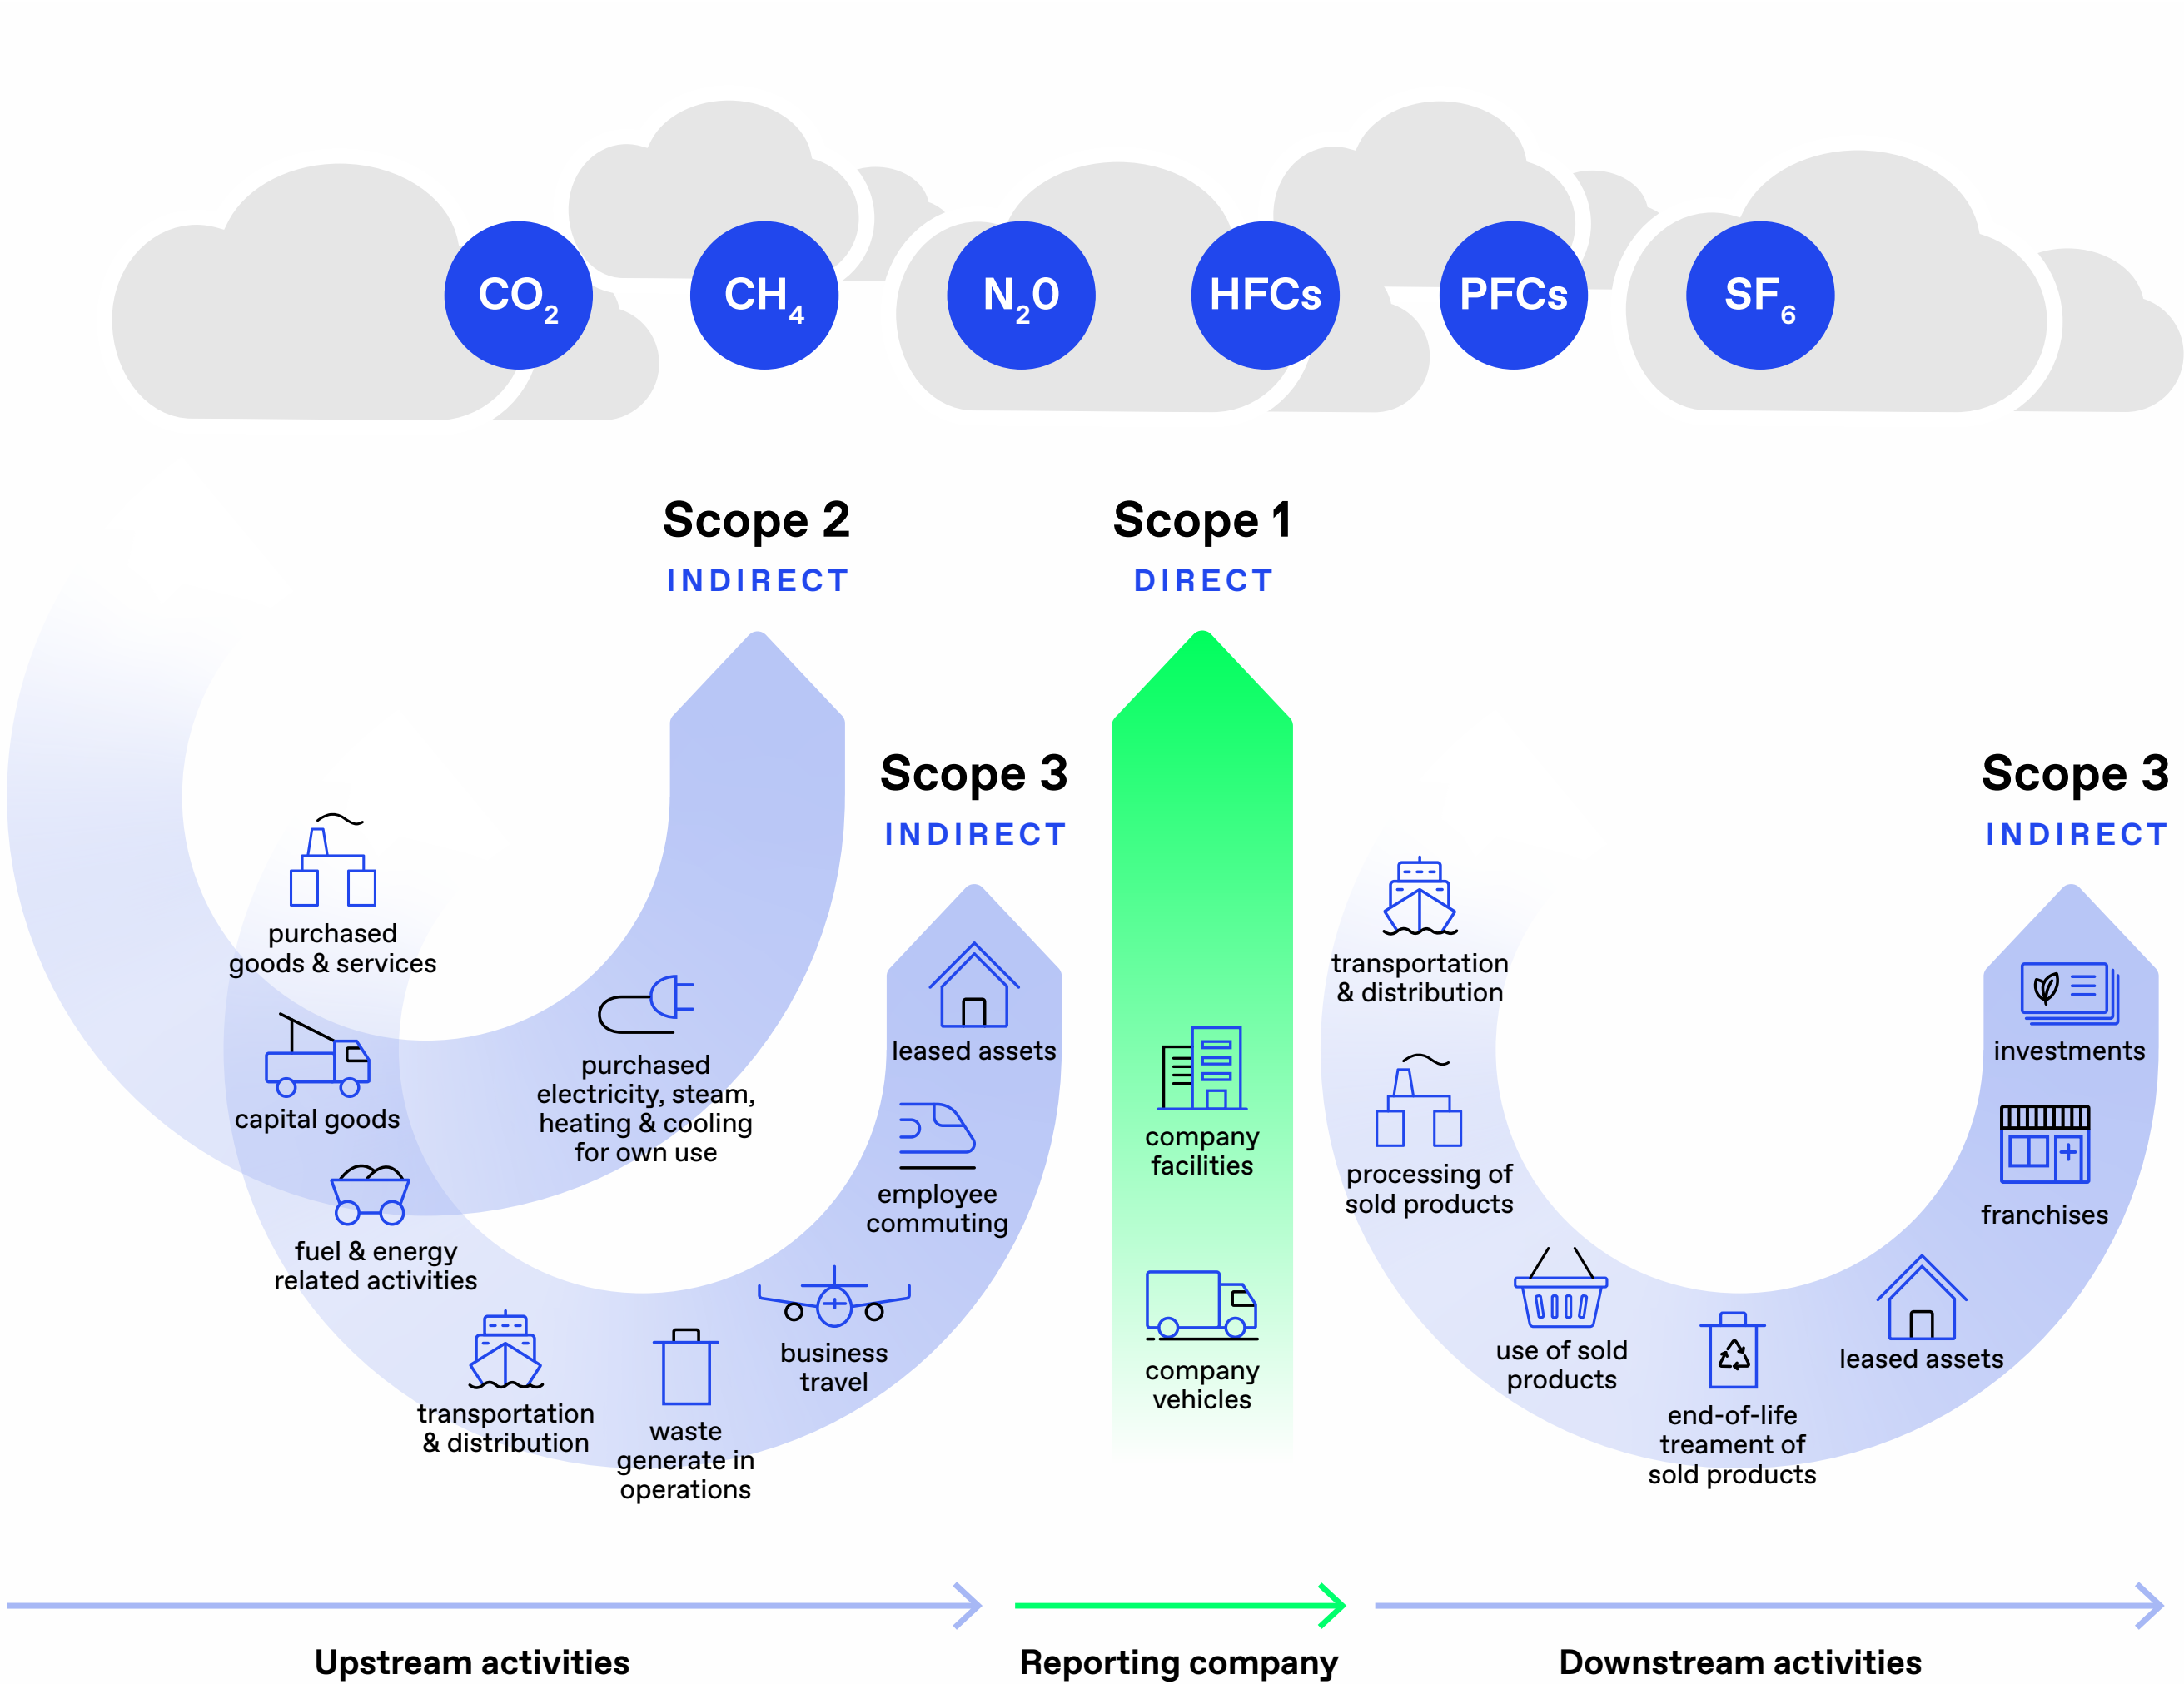 CO2
CH4
N20
HFCs
PFCs
SF6
Scope 2
INDIRECT
Scope 1
DIRECT
Scope 3
INDIRECT
Scope 3
INDIRECT
purchased
goods & services
capital goods
fuel & energy
related activities
transportation
& distribution
waste
generate in
operations
business
travel
employee
commuting
leased assets
purchased
electricity, steam,
heating & cooling
for own use
company
facilities
company
vehicles
transportation
& distribution
processing of
sold products
use of sold
products
end-of-life
treament of
sold products
leased assets
franchises
investments
Upstream activities
Reporting company
Downstream activities